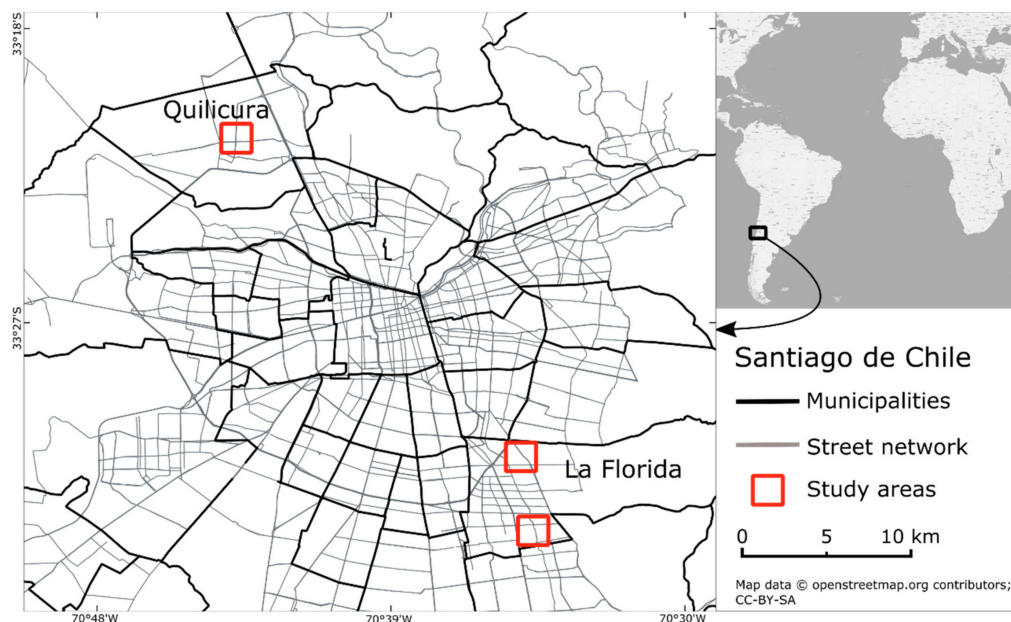 33°18'S
Quilicura
33°27'S
La Florida
70°48'W
70°39'W
70°30'W
Santiago de Chile
Municipalities
Street network
Study areas
0 5 10 km
Map data © openstreetmap.org contributors;
CC-BY-SA